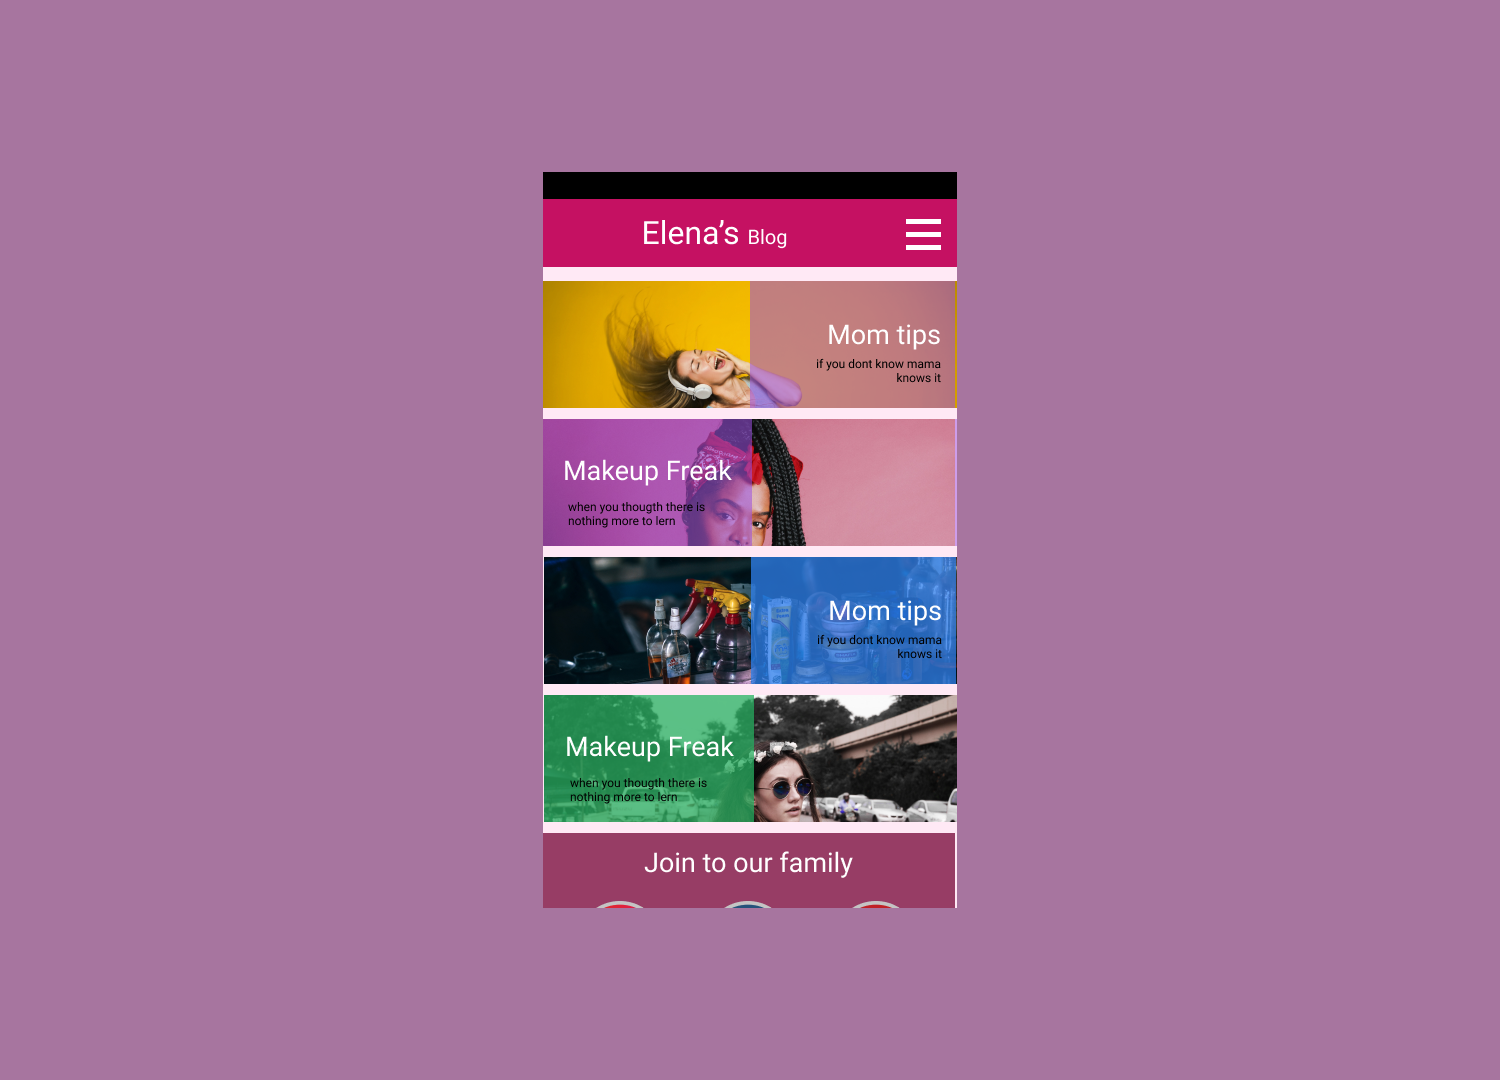 Elena’s Blog
Mom tips
if you dont know mama
knows it
Makeup Freak
when you thougth there is
nothing more to lern
Mom tips
if you dont know mama
knows it
Makeup Freak
when you thougth there is
nothing more to lern
Join to our family